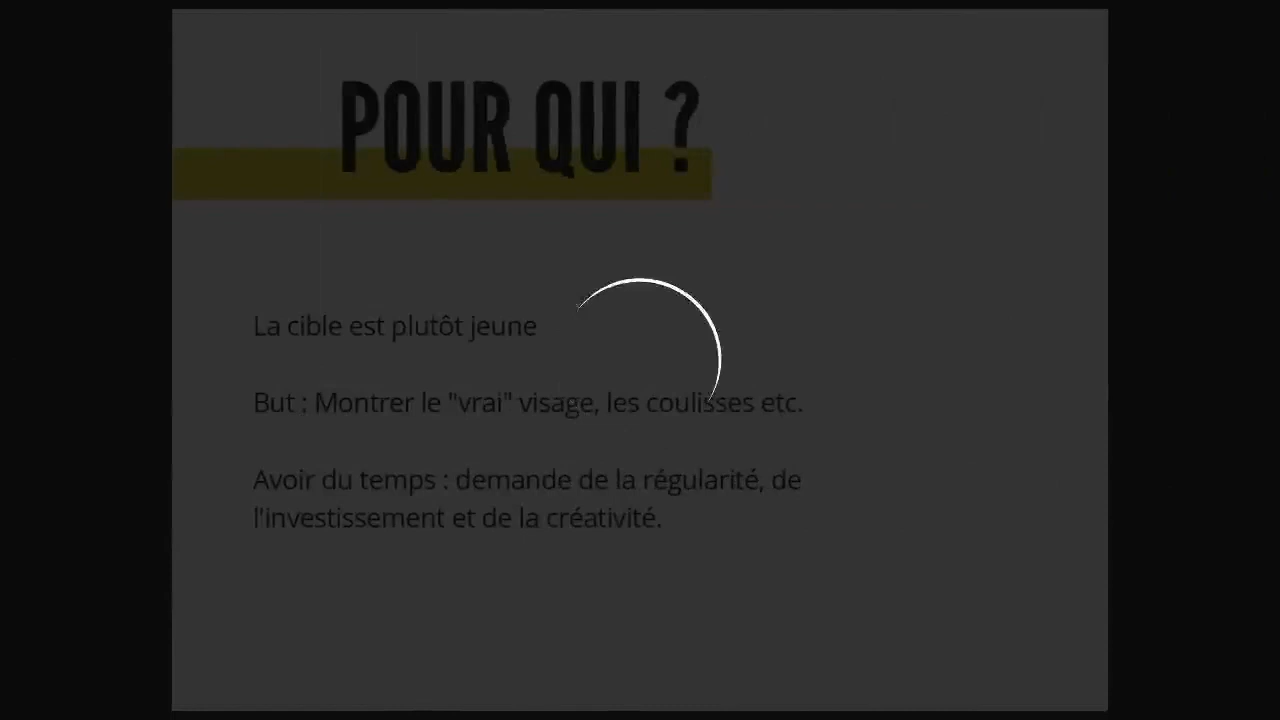 POUR QUI ?
La cible est plutôt jeune
But : Montrer le "vrai" visage, les coulisses etc.
Avoir du temps : demande de la régularité, de
l'investissement et de la créativité.